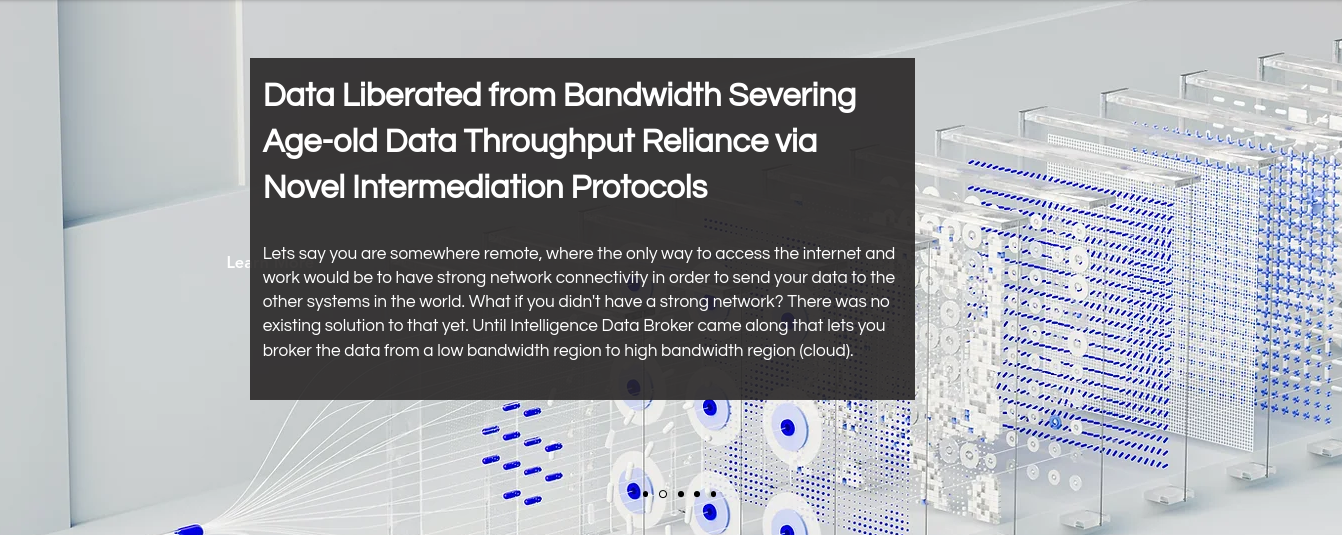 Data Liberated from Bandwidth Severing
Age-old Data Throughput Reliance via
Novel Intermediation Protocols
Lets say you are somewhere remote, where the only way to access the internet and
work would be to have strong network connectivity in order to send your data to the
other systems in the world. What if you didn't have a strong network? There was no
existing solution to that yet. Until Intelligence Data Broker came along that lets you
broker the data from a low bandwidth region to high bandwidth region (cloud).